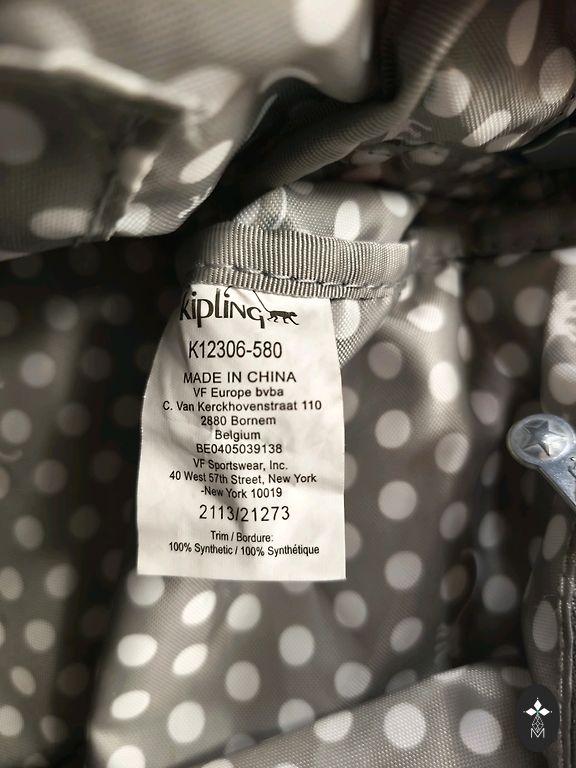 Kipling
K12306-580
MADE IN CHINA
VF Europe bvba
C. Van Kerckhovenstraat 110
2880 Bornem
Belgium
BE0405039138
VF Sportswear, Inc.
40 West 57th Street, New York
-New York 10019
2113/21273
Trim / Bordure:
100% Synthetic / 100% Synthétique